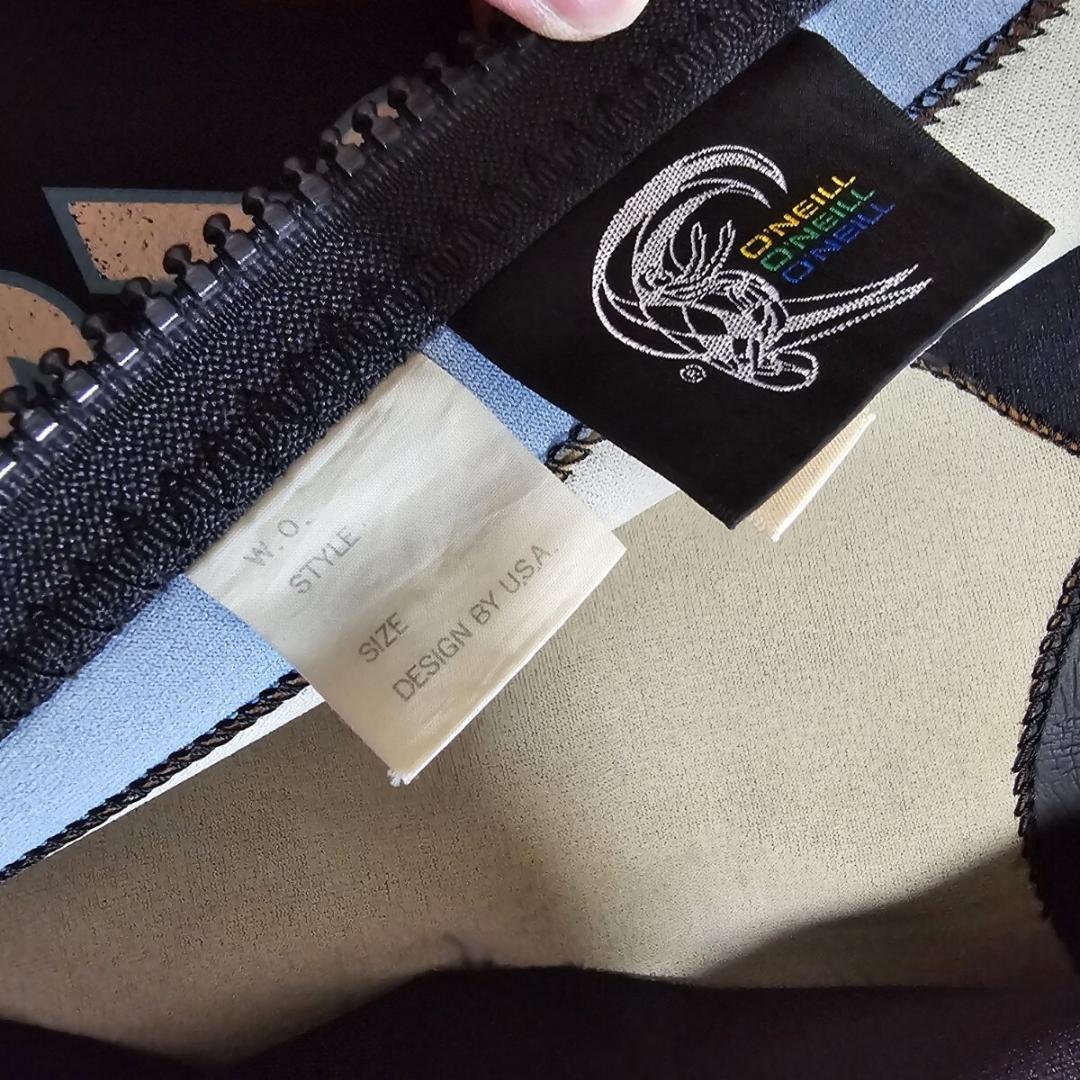 O'NEILL
O'NEILL
O'NEILL
®
W.O.
STYLE
SIZE
DESIGN BY U.S.A.